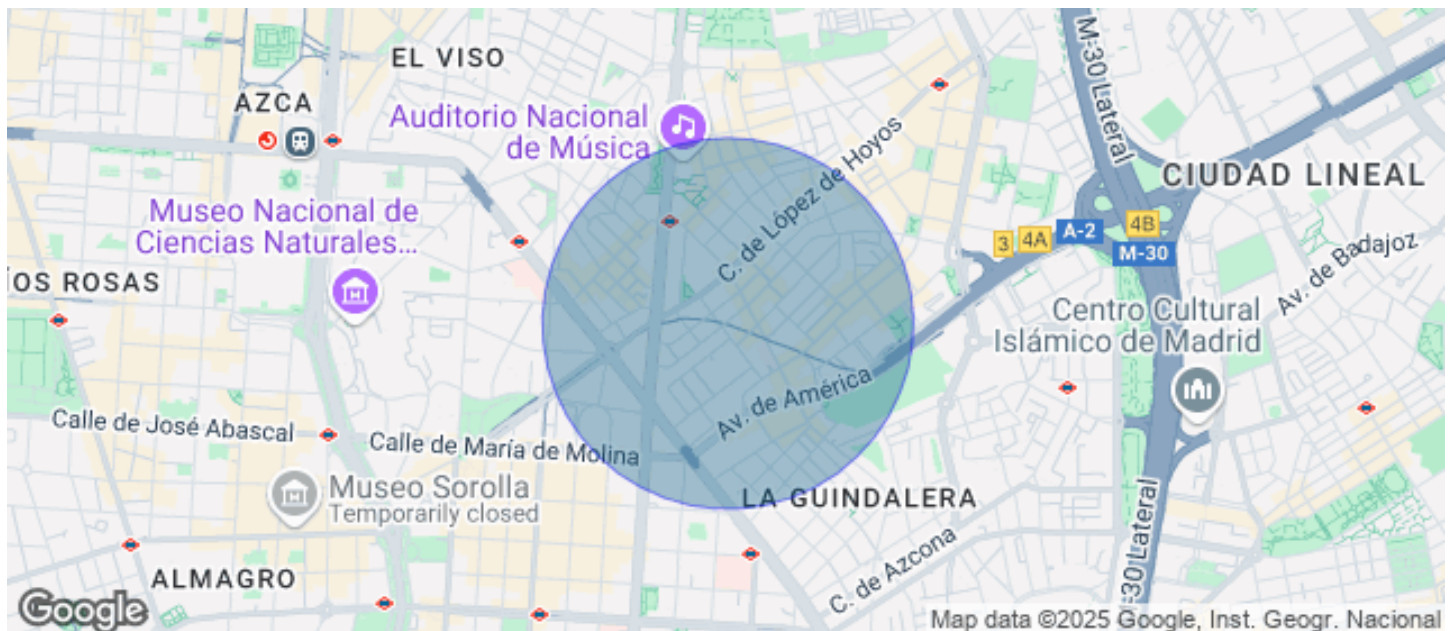 EL VISO
AZCA
Auditorio Nacional
de Música
Museo Nacional de
Ciencias Naturales...
ÍOS ROSAS
C. de López de Hoyos
M-30 Lateral
CIUDAD LINEAL
3
4A
A-2
4B
M-30
Av. de Badajoz
Centro Cultural
Islámico de Madrid
Av. de América
Calle de José Abascal
Calle de María de Molina
Museo Sorolla
Temporarily closed
LA GUINDALERA
C. de Azcona
-30 Lateral
ALMAGRO
Google
Map data ©2025 Google, Inst. Geogr. Nacional